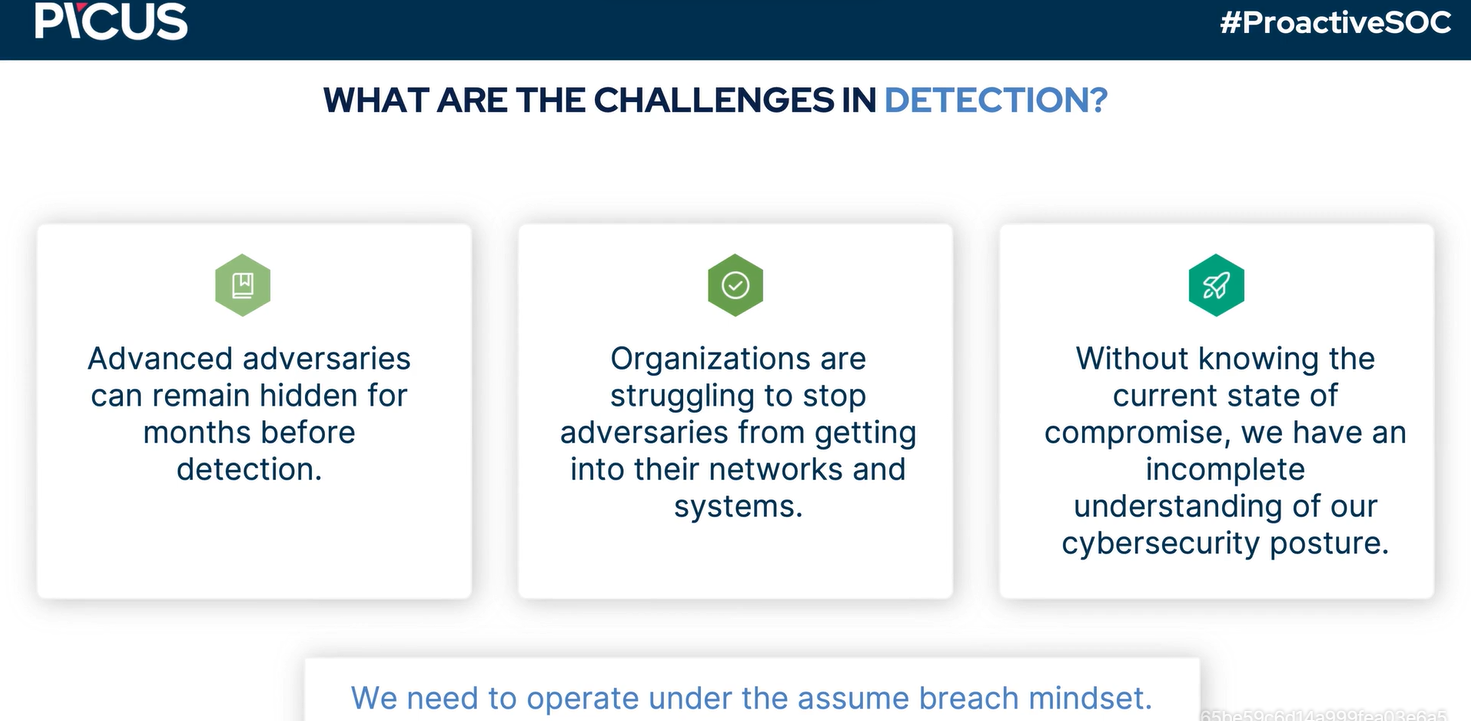 PICUS
#ProactiveSOC
WHAT ARE THE CHALLENGES IN DETECTION?
Advanced adversaries
can remain hidden for
months before
detection.
Organizations are
struggling to stop
adversaries from getting
into their networks and
systems.
Without knowing the
current state of
compromise, we have an
incomplete
understanding of our
cybersecurity posture.
We need to operate under the assume breach mindset.